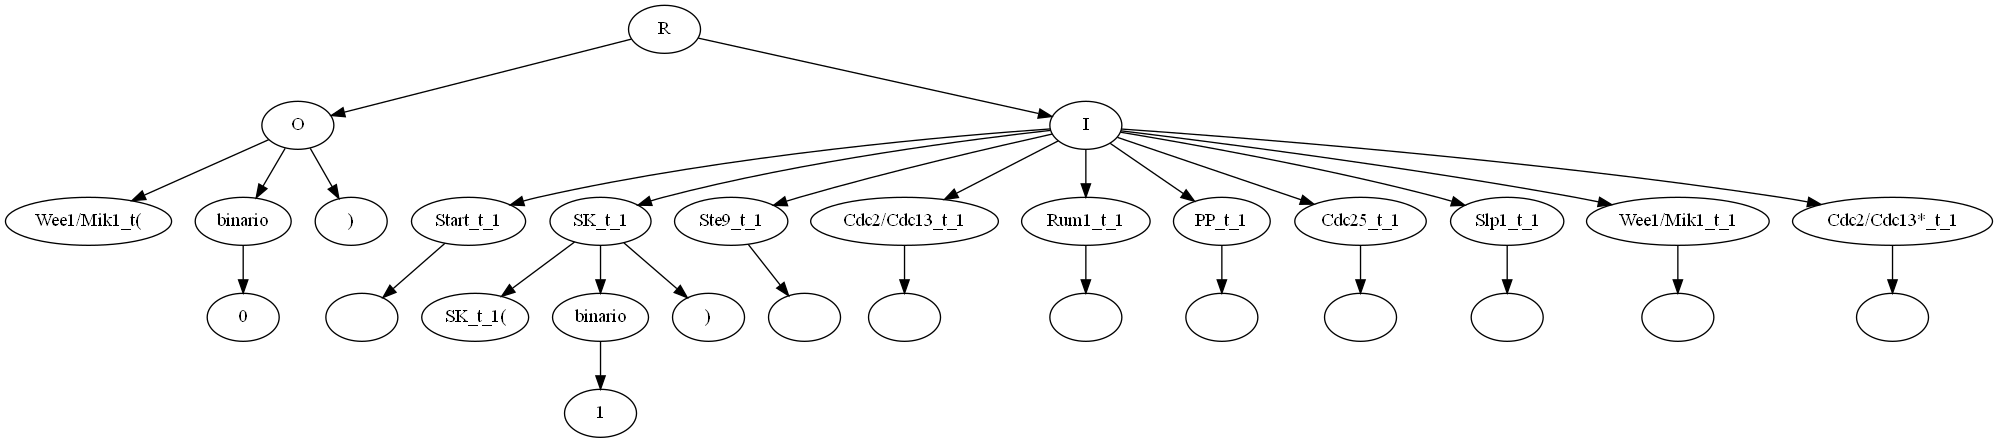 R
O
I
Wee1/Mik1_t(
binario
)
Start_t_1
SK_t_1
Ste9_t_1
Cdc2/Cdc13_t_1
Rum1_t_1
PP_t_1
Cdc25_t_1
Slp1_t_1
Wee1/Mik1_t_1
Cdc2/Cdc13*_t_1
0
SK_t_1(
binario
)
1